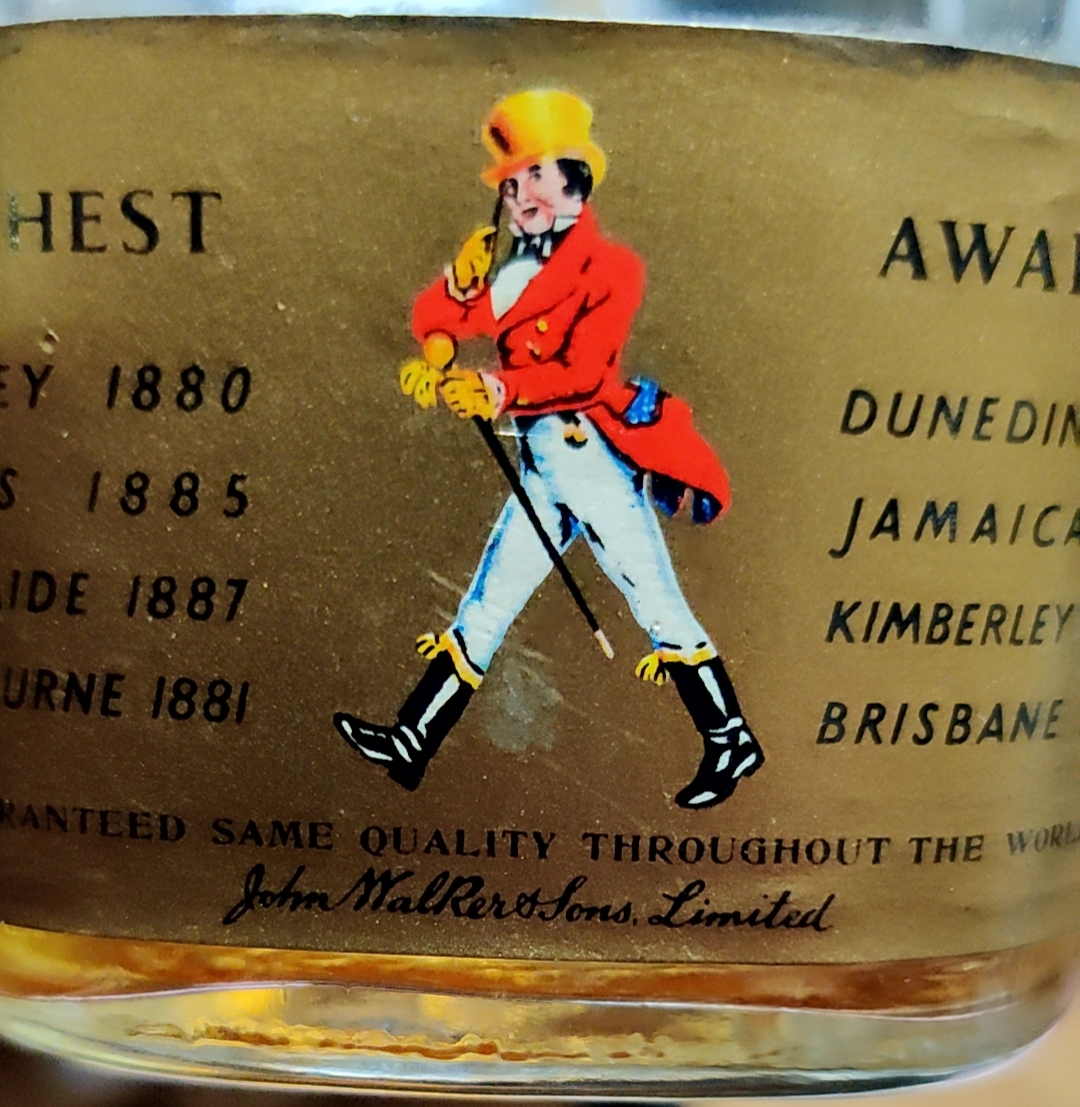 HEST AWA
EY 1880 DUNEDIN
S 1885 JAMAICA
IDE 1887 KIMBERLEY
URNE 1881 BRISBANE
RANTEED SAME QUALITY THROUGHOUT THE WORL
John Walker & Sons. Limited